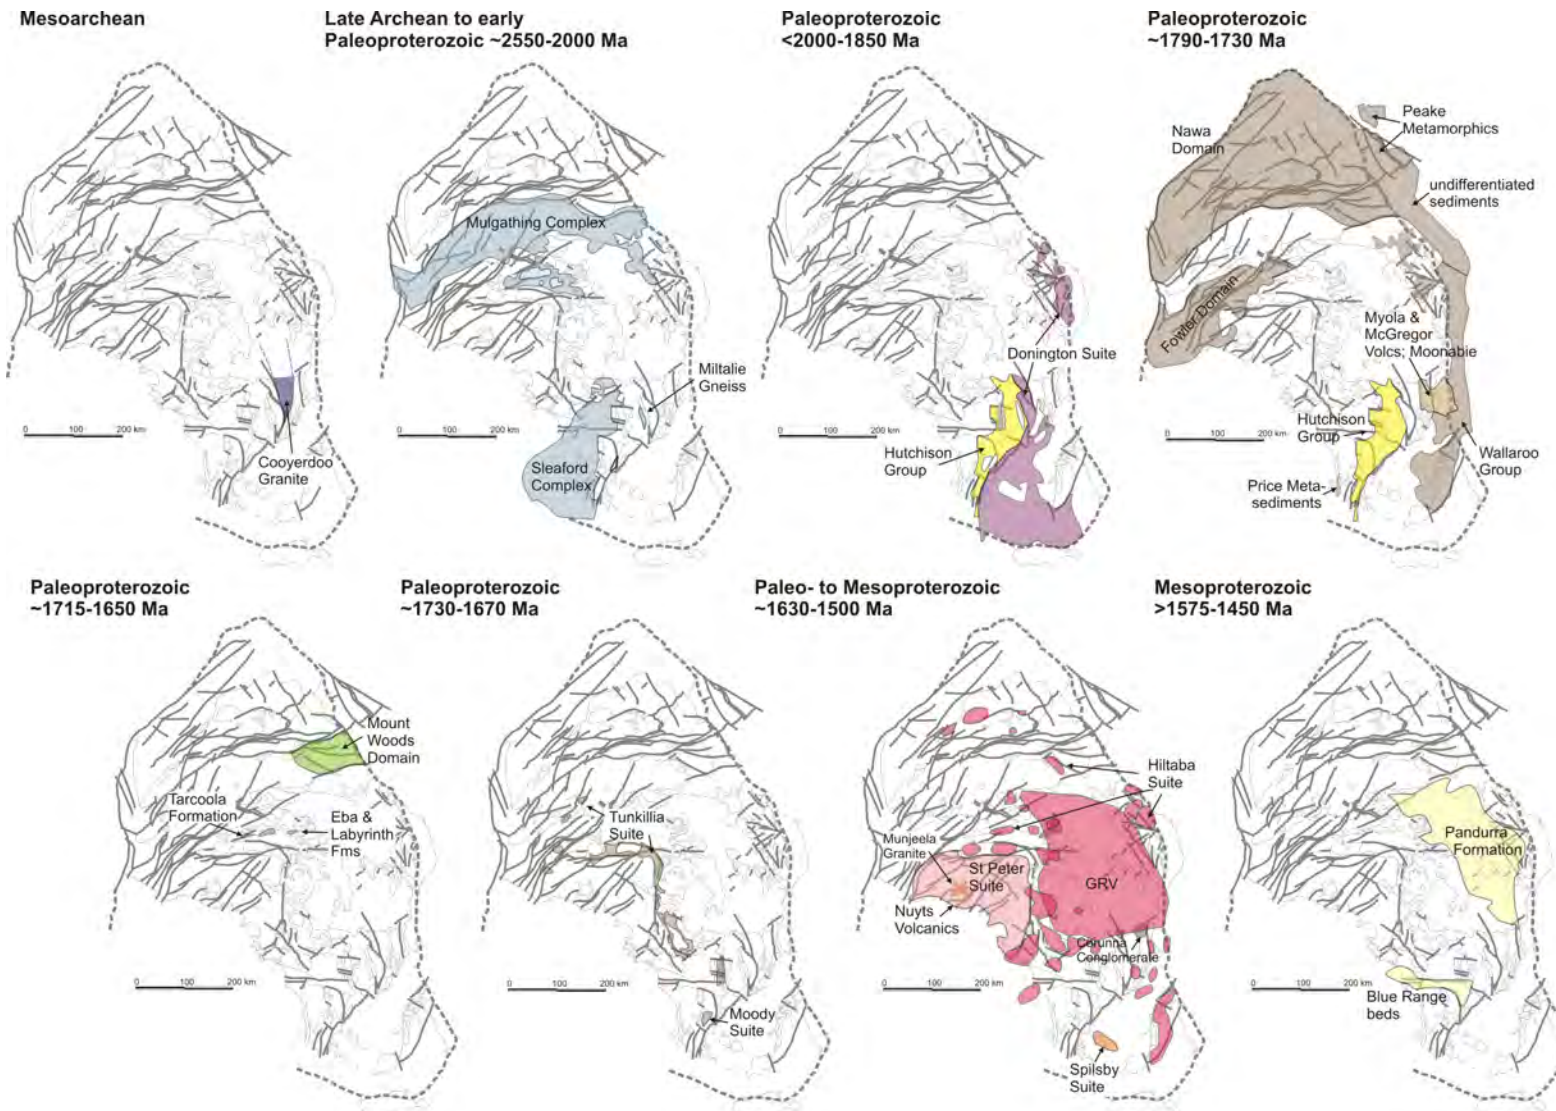 Mesoarchean
Cooyerdoo
Granite
0 100 200 km
Late Archean to early
Paleoproterozoic ~2550-2000 Ma
Mulgathing Complex
Miltalie
Gneiss
Sleaford
Complex
0 100 200 km
Paleoproterozoic
<2000-1850 Ma
Donington Suite
Hutchison
Group
0 100 200 km
Paleoproterozoic
~1790-1730 Ma
Peake
Metamorphics
Nawa
Domain
undifferentiated
sediments
Fowler Domain
Myola &
McGregor
Volcs; Moonabie
Hutchison
Group
Wallaroo
Group
Price Meta-
sediments
0 100 200 km
Paleoproterozoic
~1715-1650 Ma
Mount
Woods
Domain
Tarcoola
Formation
Eba &
Labyrinth
Fms
0 100 200 km
Paleoproterozoic
~1730-1670 Ma
Tunkillia
Suite
Moody
Suite
0 100 200 km
Paleo- to Mesoproterozoic
~1630-1500 Ma
Hiltaba
Suite
Munjeela
Granite
St Peter
Suite
GRV
Nuyts
Volcanics
Corunna
Conglomerate
Spilsby
Suite
0 100 200 km
Mesoproterozoic
>1575-1450 Ma
Pandurra
Formation
Blue Range
beds
0 100 200 km